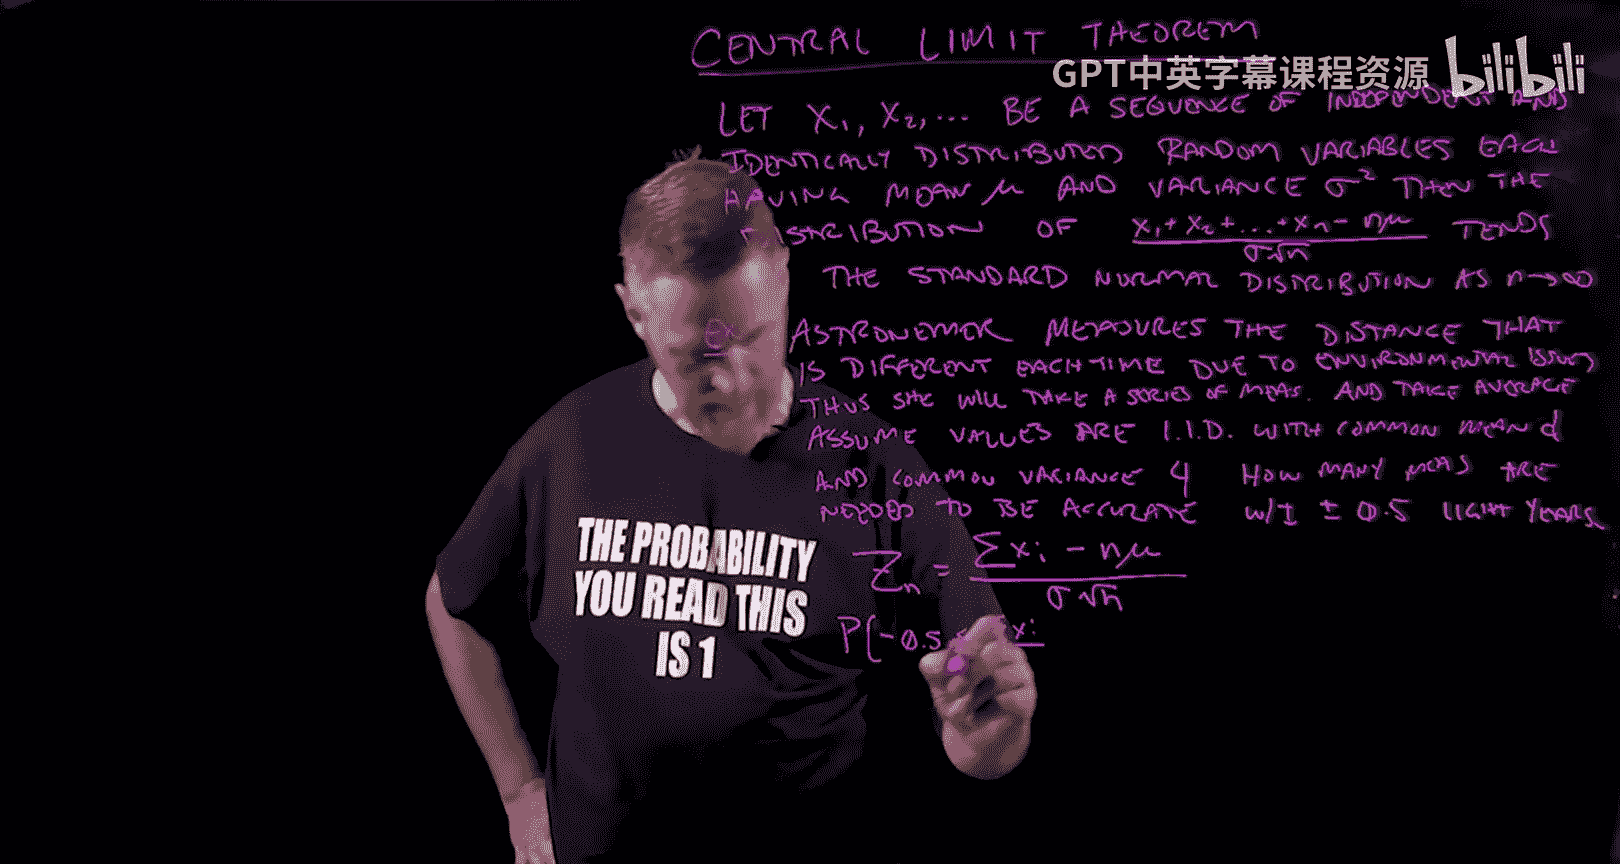 CENTRAL LIMIT THEOREM
GPT中英字幕课程资源 bilibili
LET X₁, X₂, ... BE A SEQUENCE OF INDEPENDENT AND
IDENTICALLY DISTRIBUTED RANDOM VARIABLES EACH
HAVING MEAN μ AND VARIANCE σ² THEN THE
DISTRIBUTION OF (X₁ + X₂ + ... + Xₙ - nμ) / (σ√n) TENDS
THE STANDARD NORMAL DISTRIBUTION AS n→∞
EX ASTRONEMER MEASURES THE DISTANCE THAT
IS DIFFERENT EACH TIME DUE TO ENVIRONMENTAL ISSUES
THUS SHE WILL TAKE A SERIES OF MEAS. AND TAKE AVERAGE
ASSUME VALUES ARE I.I.D. WITH COMMON MEAN d
AND COMMON VARIANCE 4 HOW MANY MEAS ARE
NEEDED TO BE ACCURATE W/I ± 0.5 LIGHT YEARS
Zₙ = (Σxᵢ - nμ) / (σ√n)
P(-0.5 xᵢ
THE PROBABILITY
YOU READ THIS
IS 1